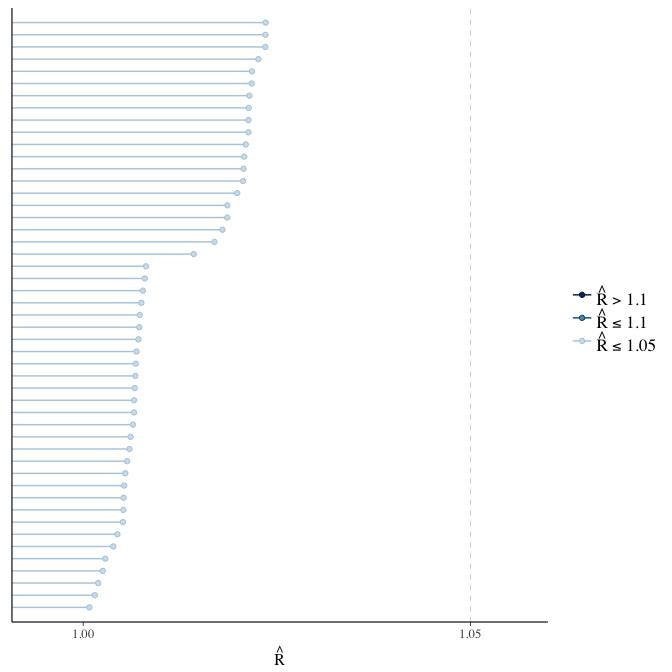 R̂ > 1.1
R̂ ≤ 1.1
R̂ ≤ 1.05
1.00 1.05
R̂